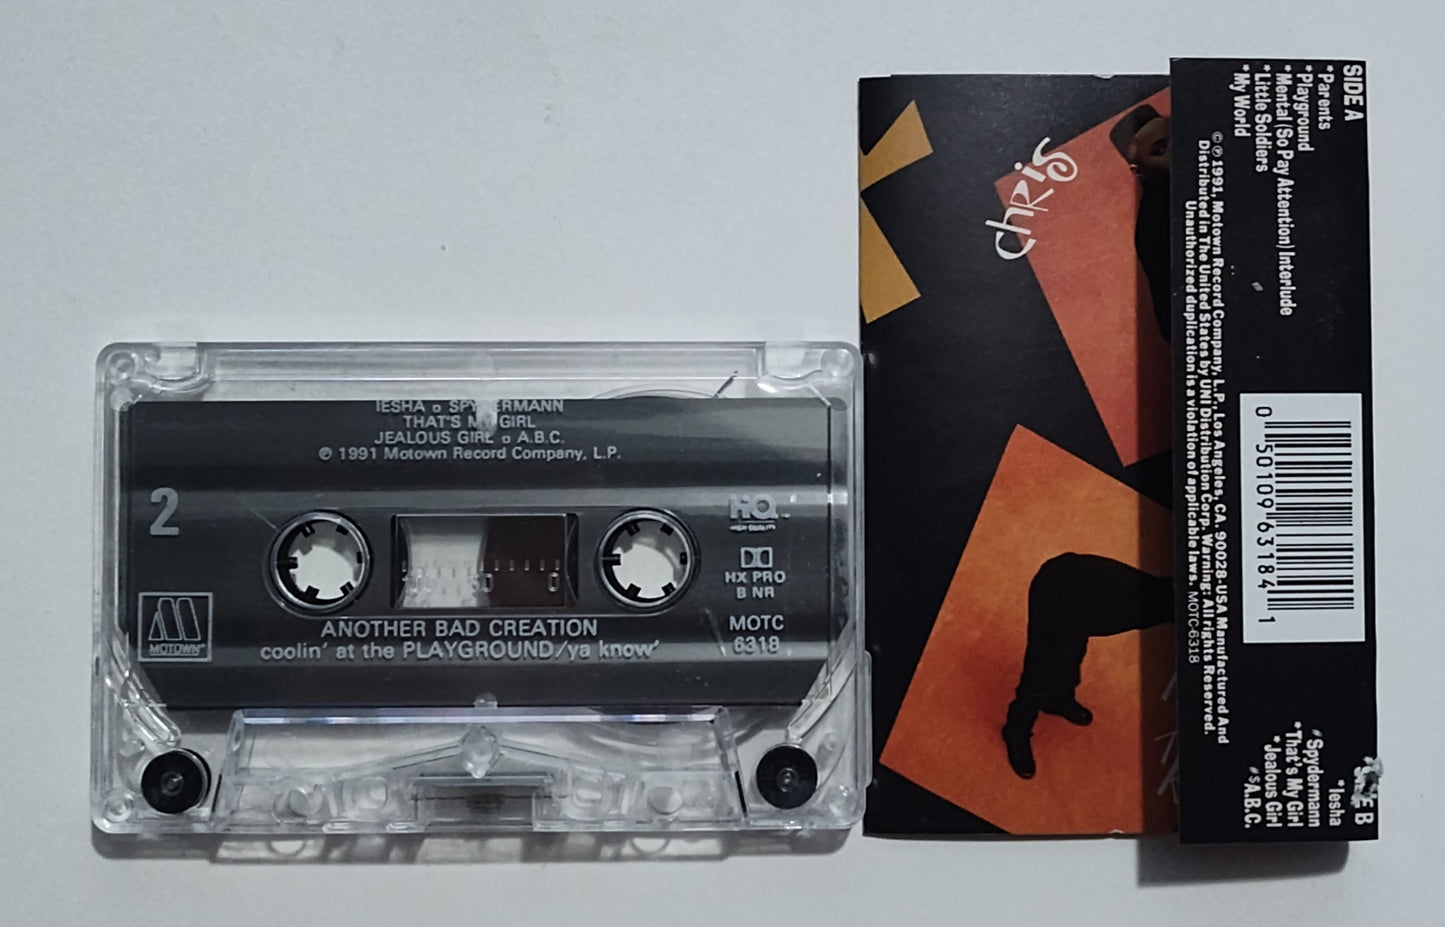 IESHA SPYDERMANN
THAT'S MY GIRL
JEALOUS GIRL A.B.C.
℗ 1991 Motown Record Company, L.P.
2
HQ
HIGH QUALITY
HX PRO
B NR
MOTOWN
50 0
ANOTHER BAD CREATION
coolin' at the PLAYGROUND/ya know'
MOTC
6318
CHRIS
SIDE A
*Parents
*Playground
*Mental (So Pay Attention) Interlude
*Little Soldiers
*My World
© ℗ 1991, Motown Record Company, L.P. Los Angeles, CA. 90028-USA Manufactured And
Distributed in The United States by UNI Distribution Corp. Warning: All rights Reserved.
Unauthorized duplication is a violation of applicable laws. MOTC-6318
0 50109 63184 1
B
*Iesha
*Spydermann
*That's My Girl
*Jealous Girl
*A.B.C.